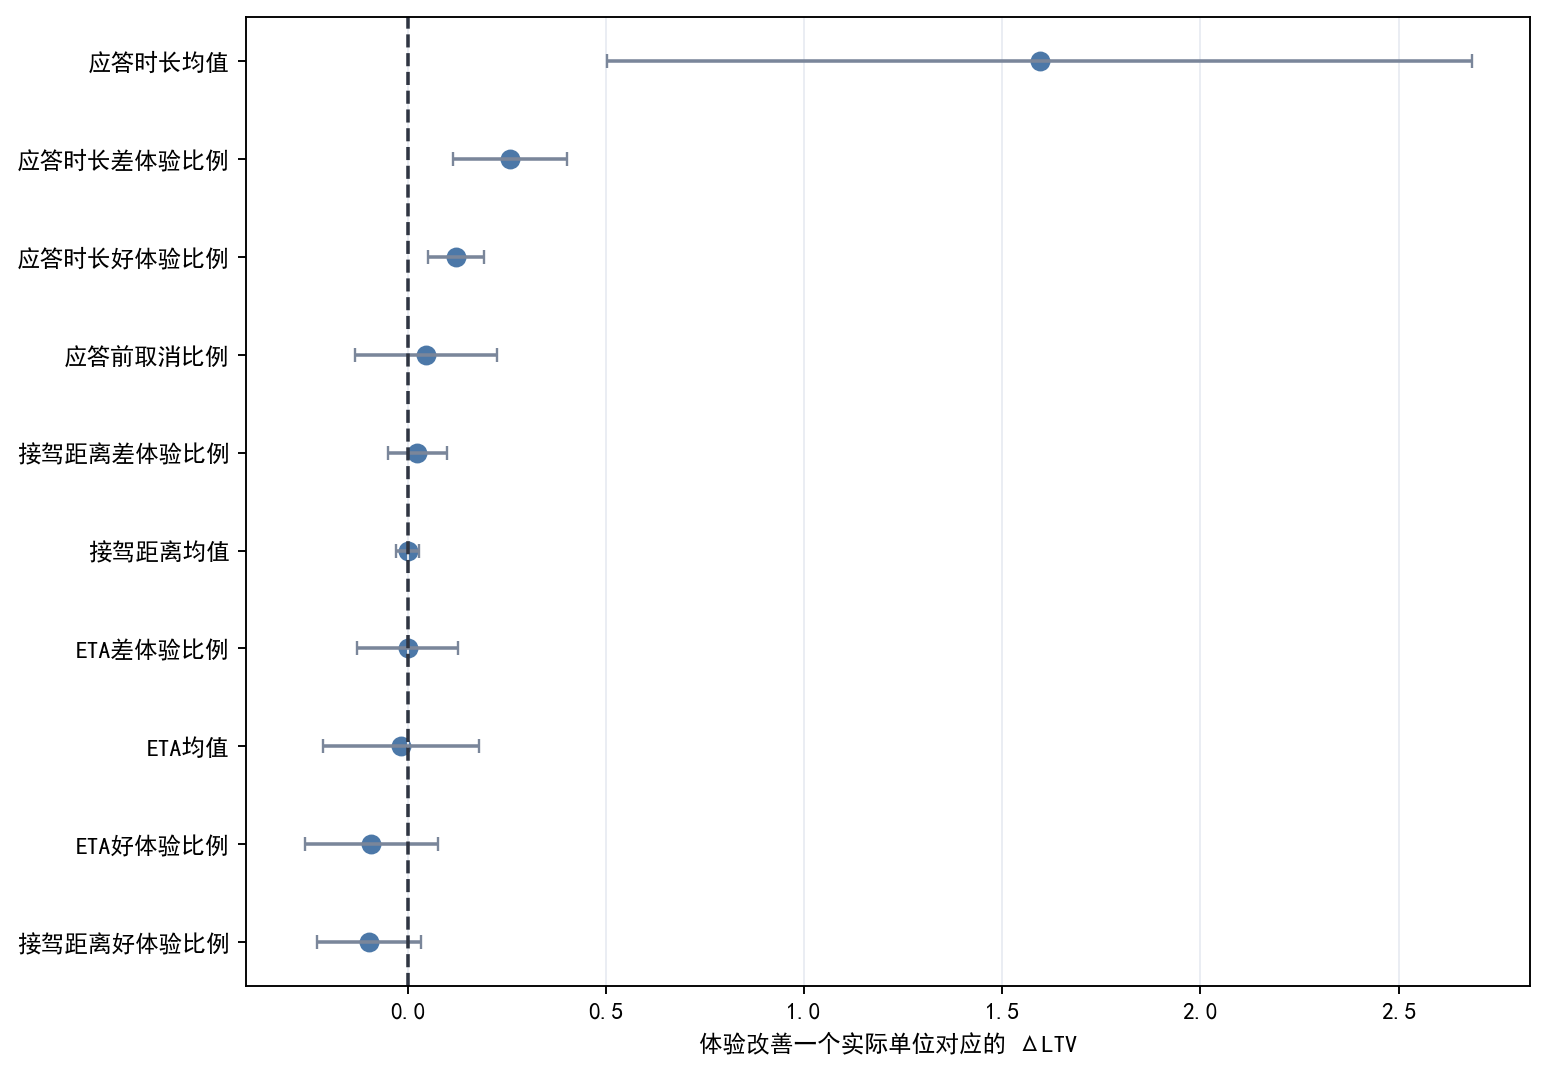 应答时长均值
应答时长差体验比例
应答时长好体验比例
应答前取消比例
接驾距离差体验比例
接驾距离均值
ETA差体验比例
ETA均值
ETA好体验比例
接驾距离好体验比例
0.0 0.5 1.0 1.5 2.0 2.5
体验改善一个实际单位对应的 ΔLTV